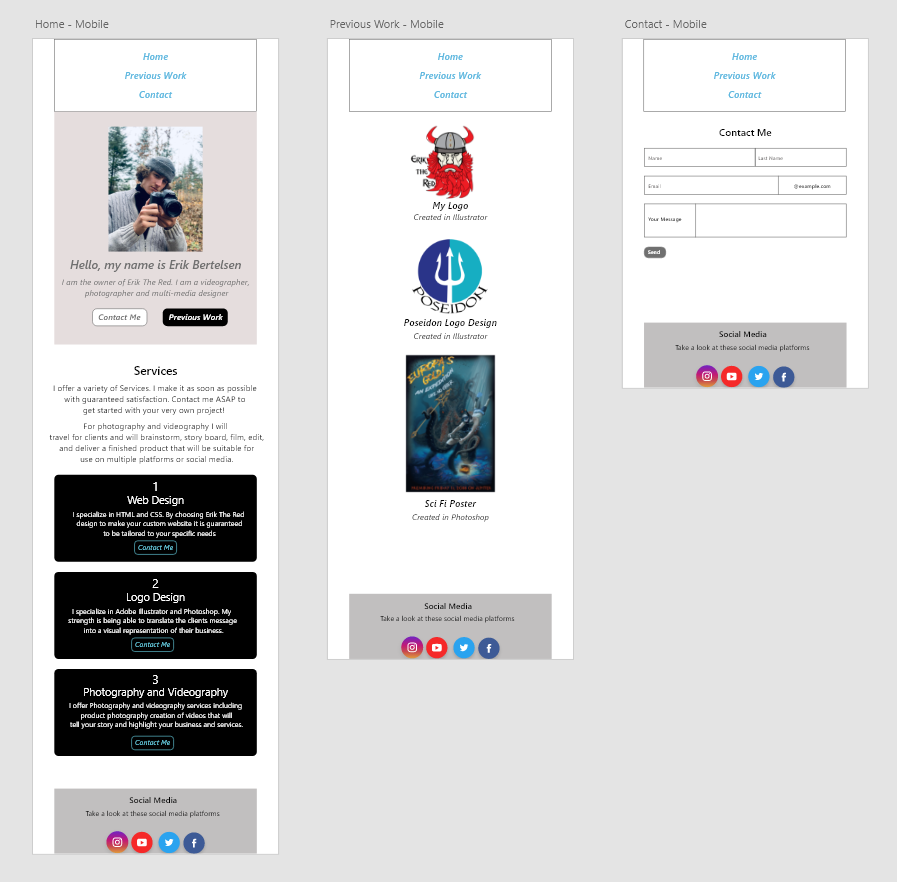 Home - Mobile
Home
Previous Work
Contact
Hello, my name is Erik Bertelsen
I am the owner of Erik The Red. I am a videographer,
photographer and multi-media designer
Contact Me
Previous Work
Services
I offer a variety of Services. I make it as soon as possible
with guaranteed satisfaction. Contact me ASAP to
get started with your very own project!
For photography and videography I will
travel for clients and will brainstorm, story board, film, edit,
and deliver a finished product that will be suitable for
use on multiple platforms or social media.
1
Web Design
I specialize in HTML and CSS. By choosing Erik The Red
design to make your custom website it is guaranteed
to be tailored to your specific needs
Contact Me
2
Logo Design
I specialize in Adobe Illustrator and Photoshop. My
strength is being able to translate the clients message
into a visual representation of their business.
Contact Me
3
Photography and Videography
I offer Photography and videography services including
product photography creation of videos that will
tell your story and highlight your business and services.
Contact Me
Social Media
Take a look at these social media platforms
Previous Work - Mobile
Home
Previous Work
Contact
ERIK
THE
RED
My Logo
Created in Illustrator
POSEIDON
Poseidon Logo Design
Created in Illustrator
EUROPA'S
GOLD!
AN EXPEDITION
Sci Fi Poster
Created in Photoshop
Social Media
Take a look at these social media platforms
Contact - Mobile
Home
Previous Work
Contact
Contact Me
Name
Last Name
Email
@example.com
Your Message
Send
Social Media
Take a look at these social media platforms